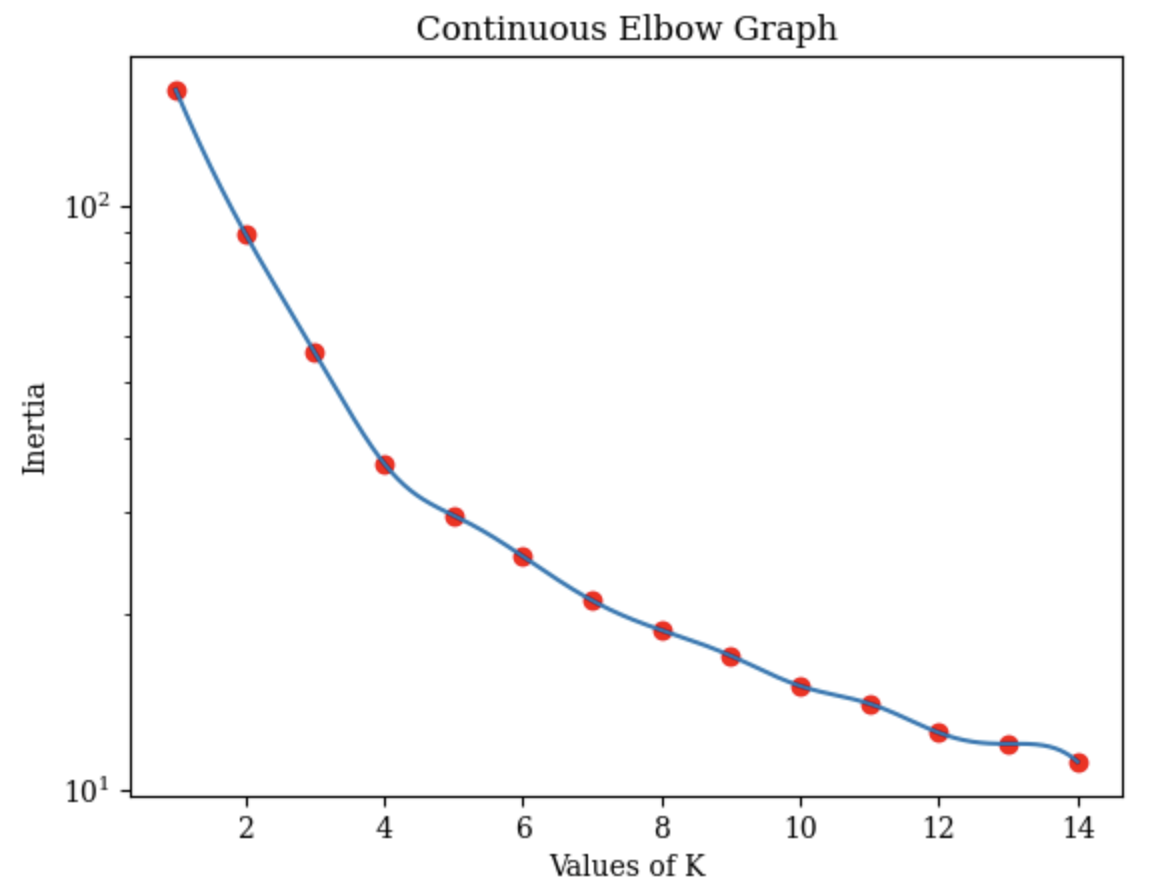 Continuous Elbow Graph
10²
10¹
Inertia
2 4 6 8 10 12 14
Values of K